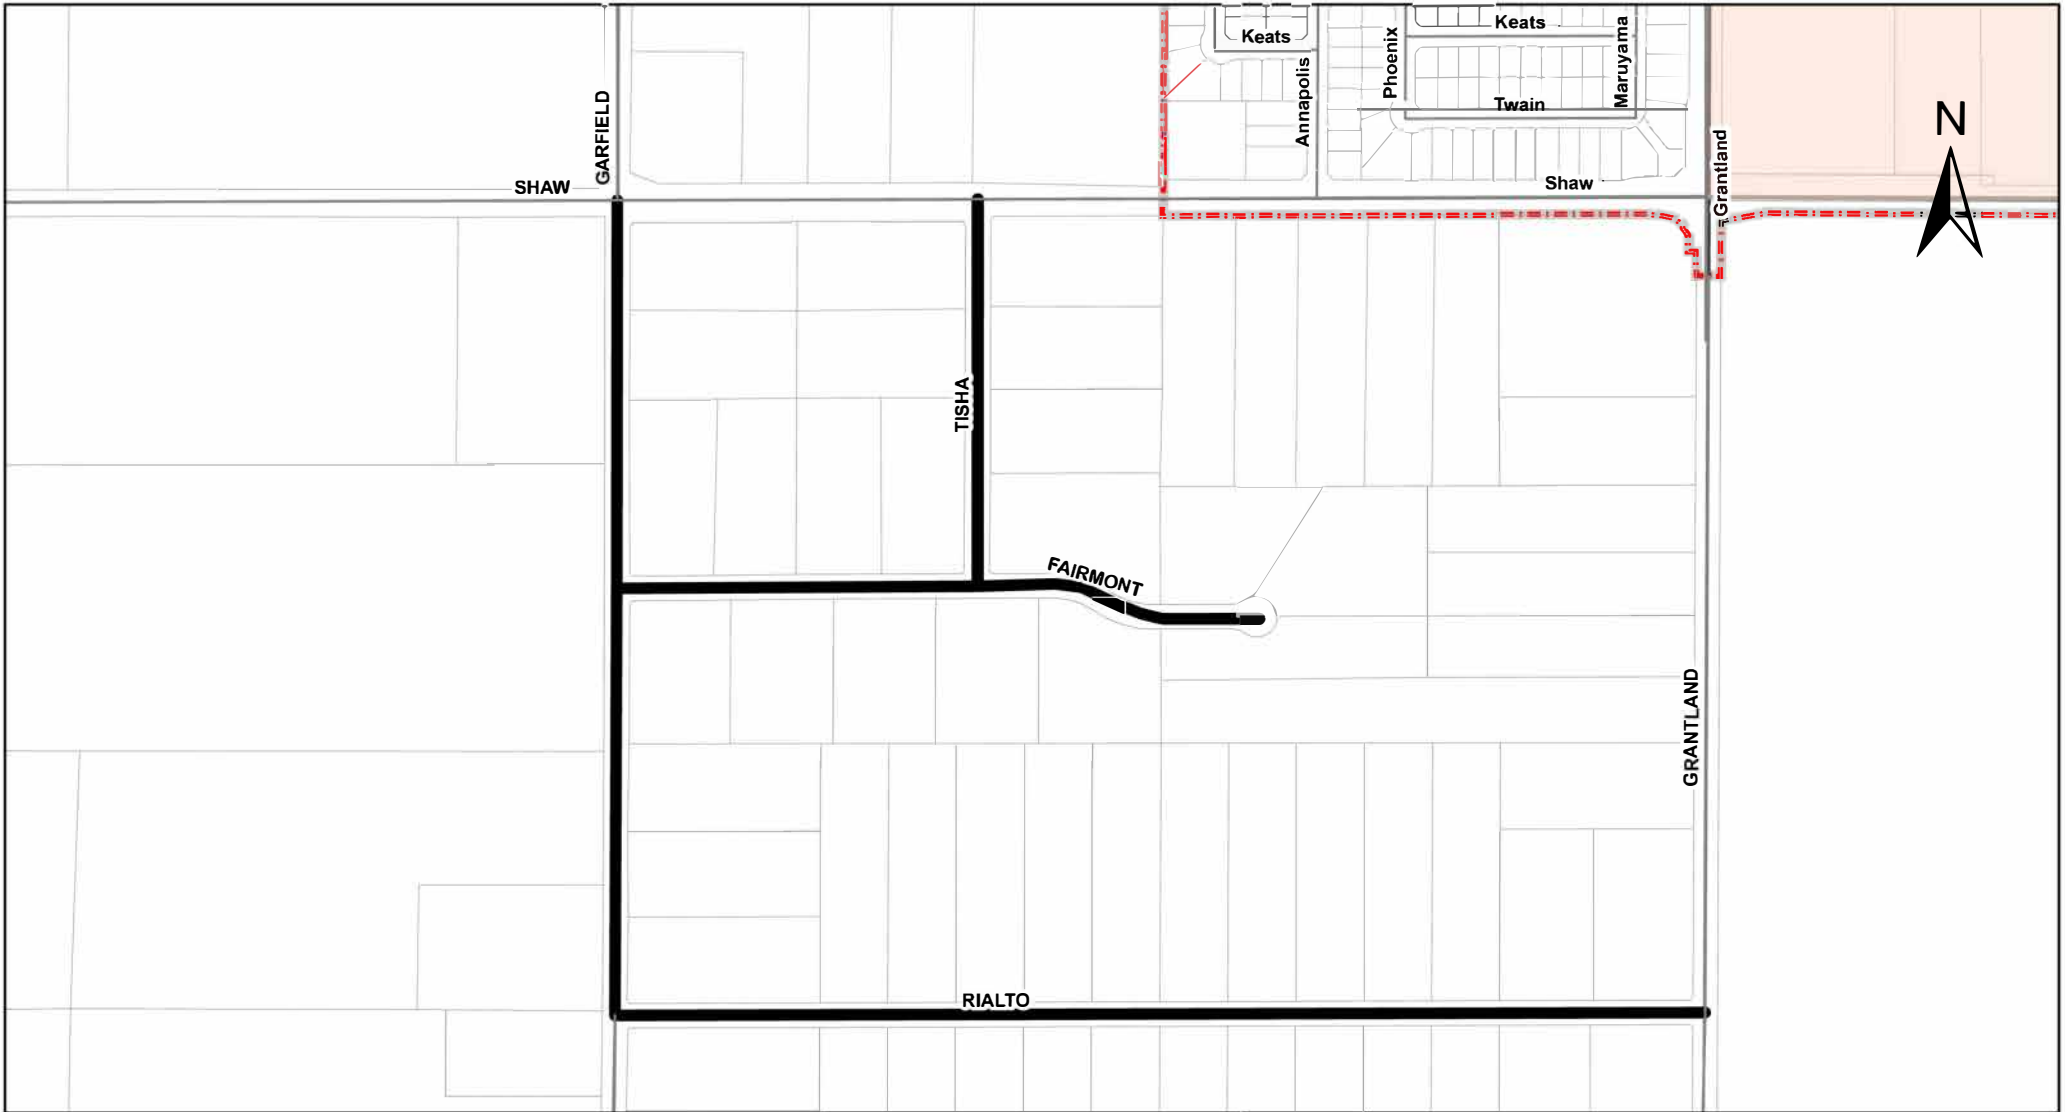 Keats
Keats
Phoenix
Maruyama
Annapolis
Twain
GARFIELD
N
Grantland
SHAW
Shaw
TISHA
FAIRMONT
GRANTLAND
RIALTO